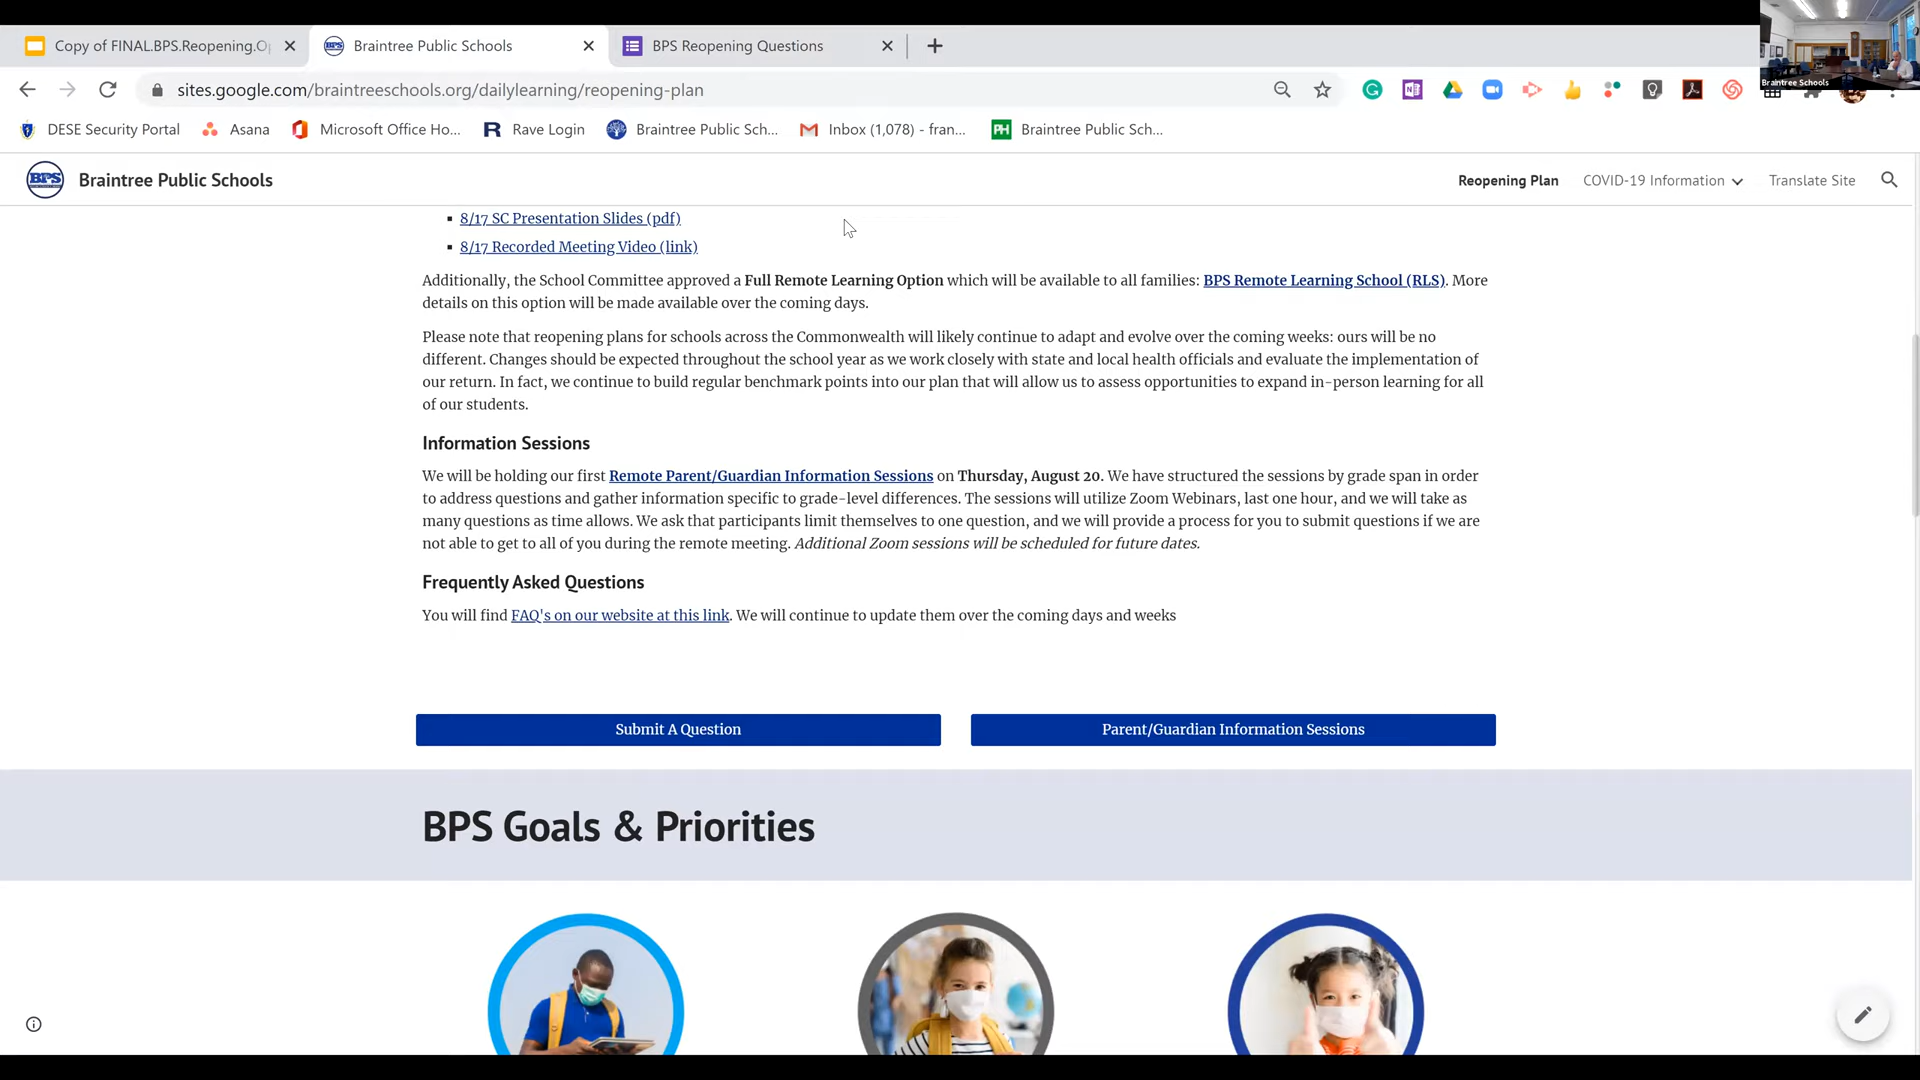 Copy of FINAL.BPS.Reopening.Op
Braintree Public Schools
BPS Reopening Questions
sites.google.com/braintreeschools.org/dailylearning/reopening-plan
Braintree Schools
DESE Security Portal
Asana
Microsoft Office Ho...
Rave Login
Braintree Public Sch...
Inbox (1,078) - fran...
PH
Braintree Public Sch...
BPS
Braintree Public Schools
Reopening Plan
COVID-19 Information
Translate Site
8/17 SC Presentation Slides (pdf)
8/17 Recorded Meeting Video (link)
Additionally, the School Committee approved a Full Remote Learning Option which will be available to all families: BPS Remote Learning School (RLS). More
details on this option will be made available over the coming days.
Please note that reopening plans for schools across the Commonwealth will likely continue to adapt and evolve over the coming weeks: ours will be no
different. Changes should be expected throughout the school year as we work closely with state and local health officials and evaluate the implementation of
our return. In fact, we continue to build regular benchmark points into our plan that will allow us to assess opportunities to expand in-person learning for all
of our students.
Information Sessions
We will be holding our first Remote Parent/Guardian Information Sessions on Thursday, August 20. We have structured the sessions by grade span in order
to address questions and gather information specific to grade-level differences. The sessions will utilize Zoom Webinars, last one hour, and we will take as
many questions as time allows. We ask that participants limit themselves to one question, and we will provide a process for you to submit questions if we are
not able to get to all of you during the remote meeting. Additional Zoom sessions will be scheduled for future dates.
Frequently Asked Questions
You will find FAQ's on our website at this link. We will continue to update them over the coming days and weeks
Submit A Question
Parent/Guardian Information Sessions
BPS Goals & Priorities